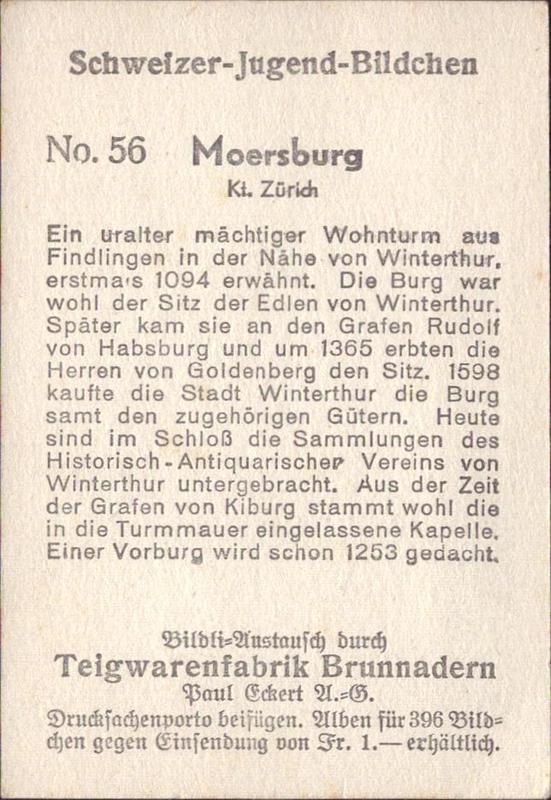 Schweizer-Jugend-Bildchen
No. 56 Moersburg
Kt. Zürich
Ein uralter mächtiger Wohnturm aus
Findlingen in der Nähe von Winterthur,
erstma's 1094 erwähnt. Die Burg war
wohl der Sitz der Edlen von Winterthur.
Später kam sie an den Grafen Rudolf
von Habsburg und um 1365 erbten die
Herren von Goldenberg den Sitz. 1598
kaufte die Stadt Winterthur die Burg
samt den zugehörigen Gütern. Heute
sind im Schloß die Sammlungen des
Historisch-Antiquarischen Vereins von
Winterthur untergebracht. Aus der Zeit
der Grafen von Kiburg stammt wohl die
in die Turmmauer eingelassene Kapelle.
Einer Vorburg wird schon 1253 gedacht.
Bildli=Austausch durch
Teigwarenfabrik Brunnadern
Paul Eckert A.=G.
Drucksachenporto beifügen. Alben für 396 Bild=
chen gegen Einsendung von Fr. 1.— erhältlich.